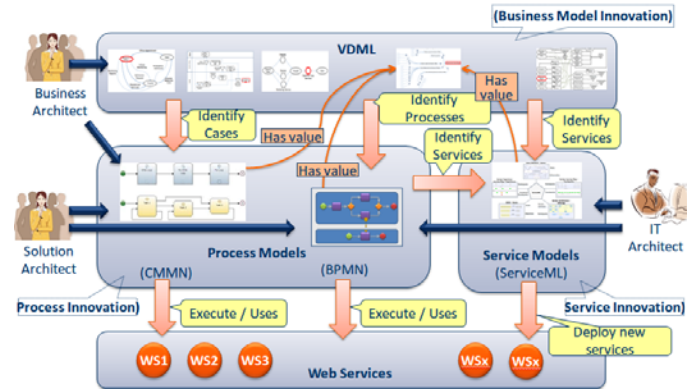 (Business Model Innovation)
VDML
Business
Architect
Identify
Cases
Has value
Identify
Processes
Has
value
Identify
Services
Identify
Services
Has value
Solution
Architect
IT
Architect
Process Models
(CMMN)
(BPMN)
Service Models
(ServiceML)
Process Innovation)
Service Innovation)
Execute / Uses
Execute / Uses
Deploy new
services
WS1
WS2
WS3
WSx
WSx
Web Services